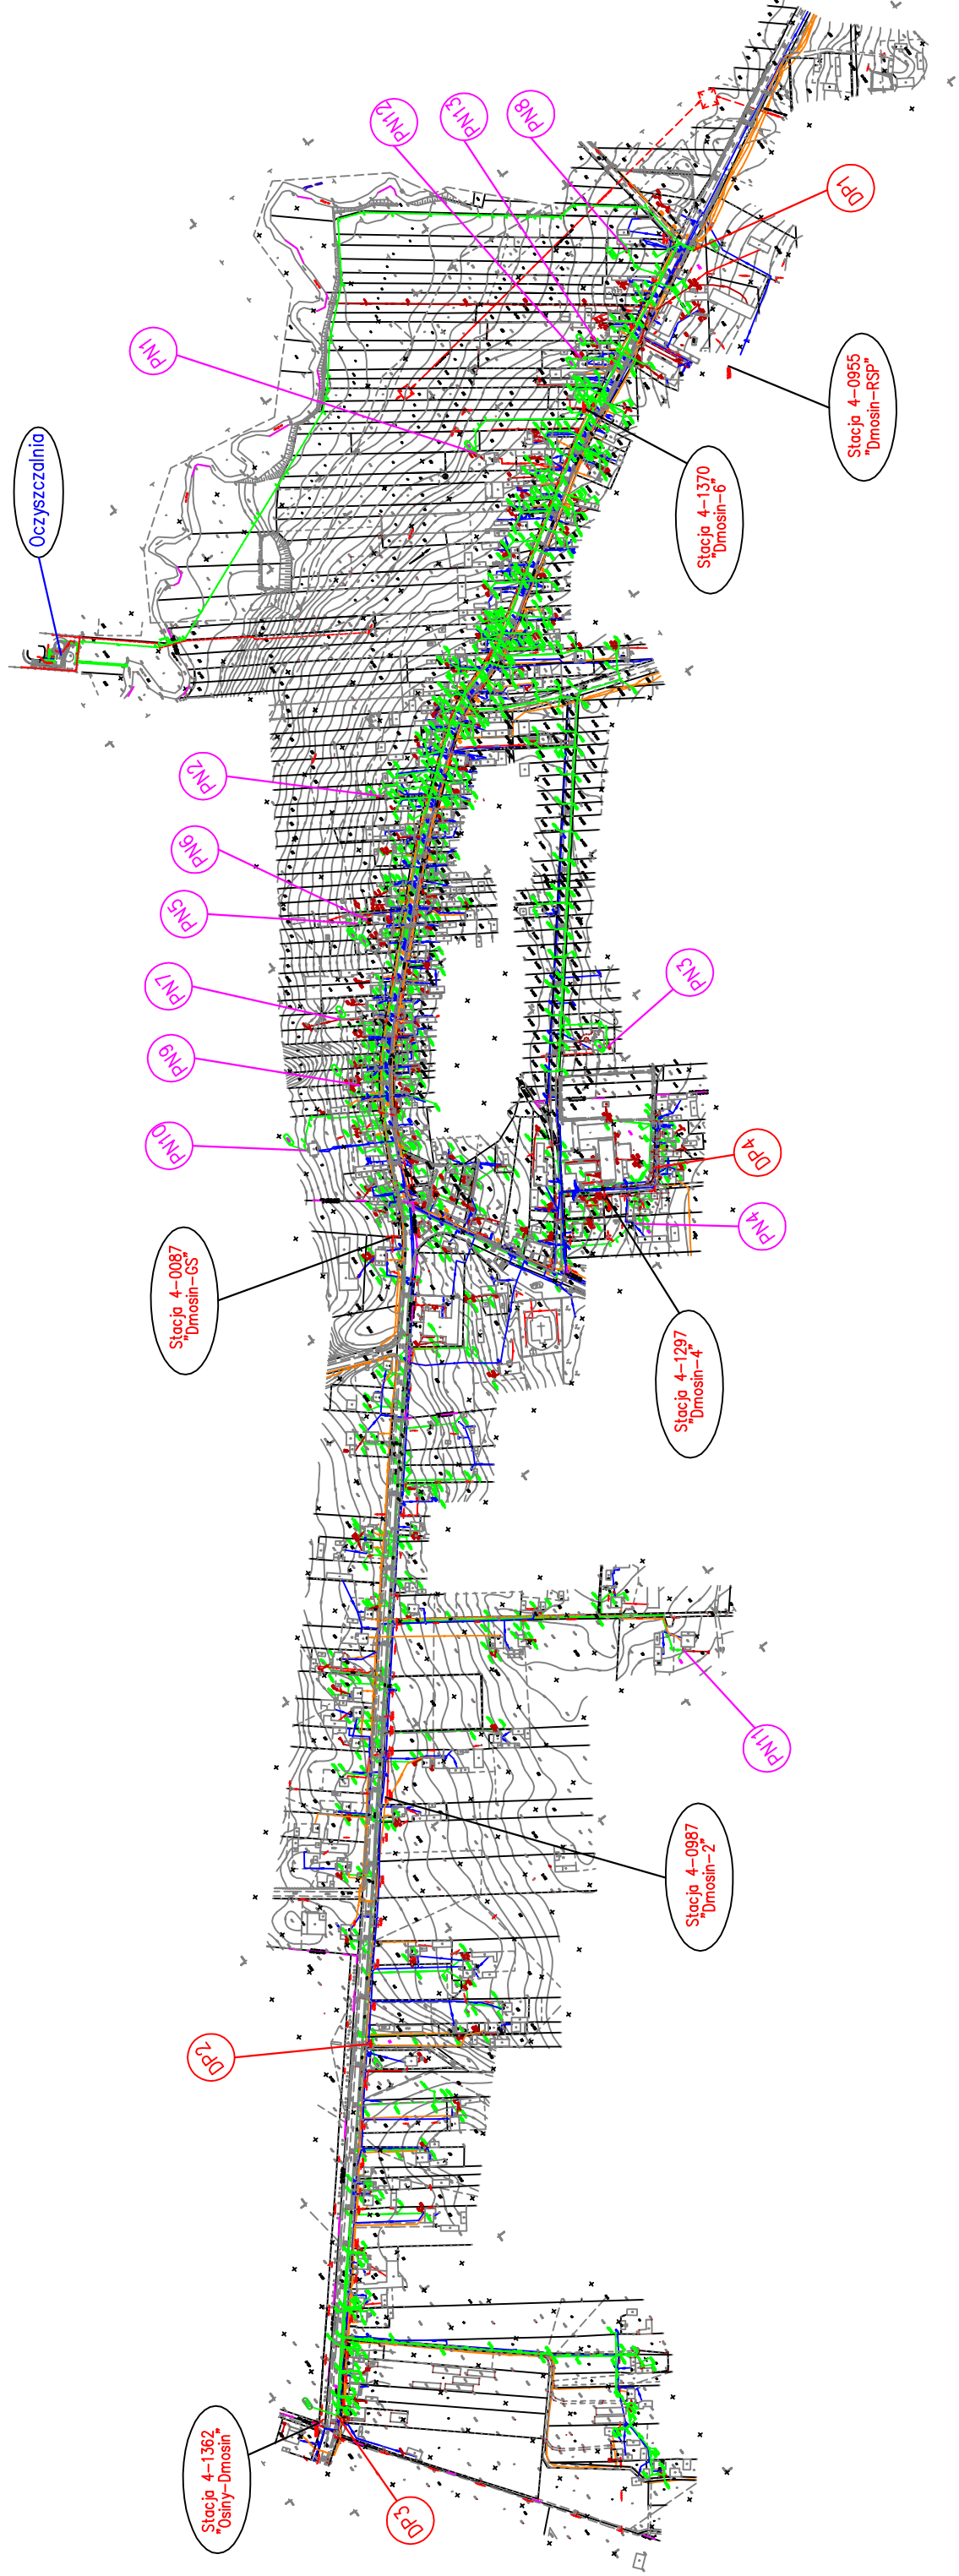 PN12
PN13
PN8
DP1
PN1
Stacja 4-0955
"Dmosin-RSP"
Oczyszczalnia
Stacja 4-1370
"Dmosin-6"
PN2
PN6
PN5
PN7
PN3
PN9
PN10
DP4
PN4
Stacja 4-0087
"Dmosin-GS"
Stacja 4-1297
"Dmosin-4"
PN11
Stacja 4-0987
"Dmosin-2"
DP2
Stacja 4-1362
"Osiny-Dmosin"
DP3